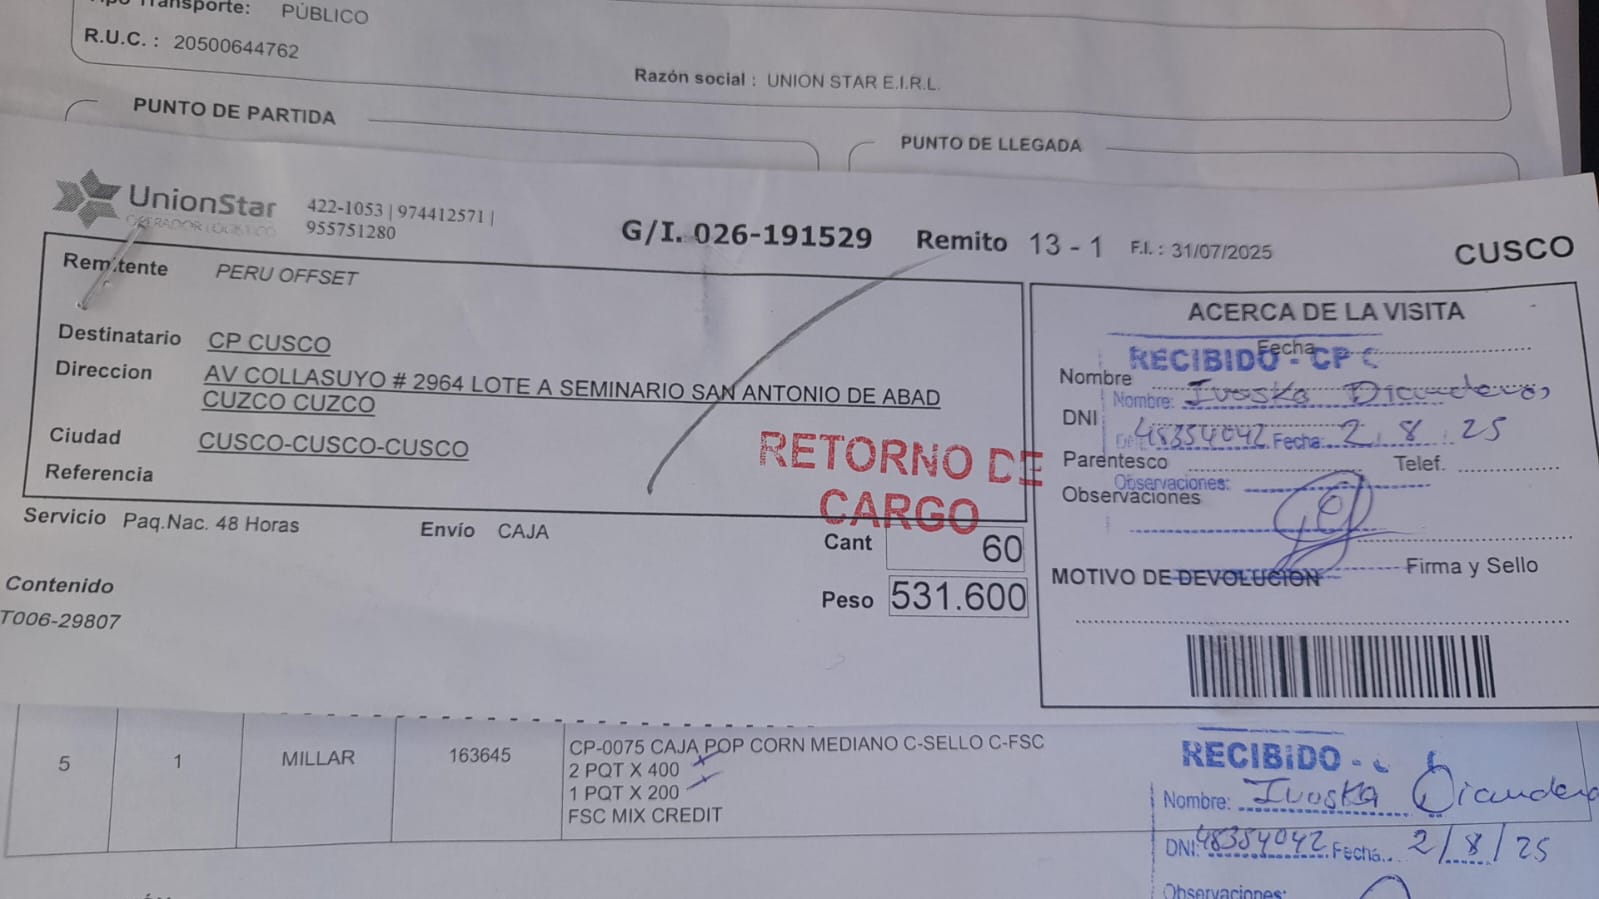 Transporte: PÚBLICO
R.U.C. : 20500644762
Razón social : UNION STAR E.I.R.L.
PUNTO DE PARTIDA
PUNTO DE LLEGADA
UnionStar
OPERADOR LOGÍSTICO
422-1053 | 974412571 |
955751280
G/I. 026-191529 Remito 13 - 1 F.I. : 31/07/2025
CUSCO
Remitente PERU OFFSET
Destinatario CP CUSCO
Direccion AV COLLASUYO # 2964 LOTE A SEMINARIO SAN ANTONIO DE ABAD
CUZCO CUZCO
Ciudad CUSCO-CUSCO-CUSCO
Referencia
RETORNO DE
CARGO
Servicio Paq.Nac. 48 Horas Envío CAJA
Cant 60
Peso 531.600
Contenido
T006-29807
ACERCA DE LA VISITA
Fecha
RECIBIDO - CP C
Nombre
Nombre: Ivoska
DNI
48354042 Fecha: 2 . 8 . 25
Parentesco Telef.
Observaciones:
Observaciones
Firma y Sello
MOTIVO DE DEVOLUCION
5 1 MILLAR 163645 CP-0075 CAJA POP CORN MEDIANO C-SELLO C-FSC
2 PQT X 400
1 PQT X 200
FSC MIX CREDIT
RECIBIDO -
Nombre: Ivoska
DNI: 48354042 Fecha: 2/8/25
Observaciones: